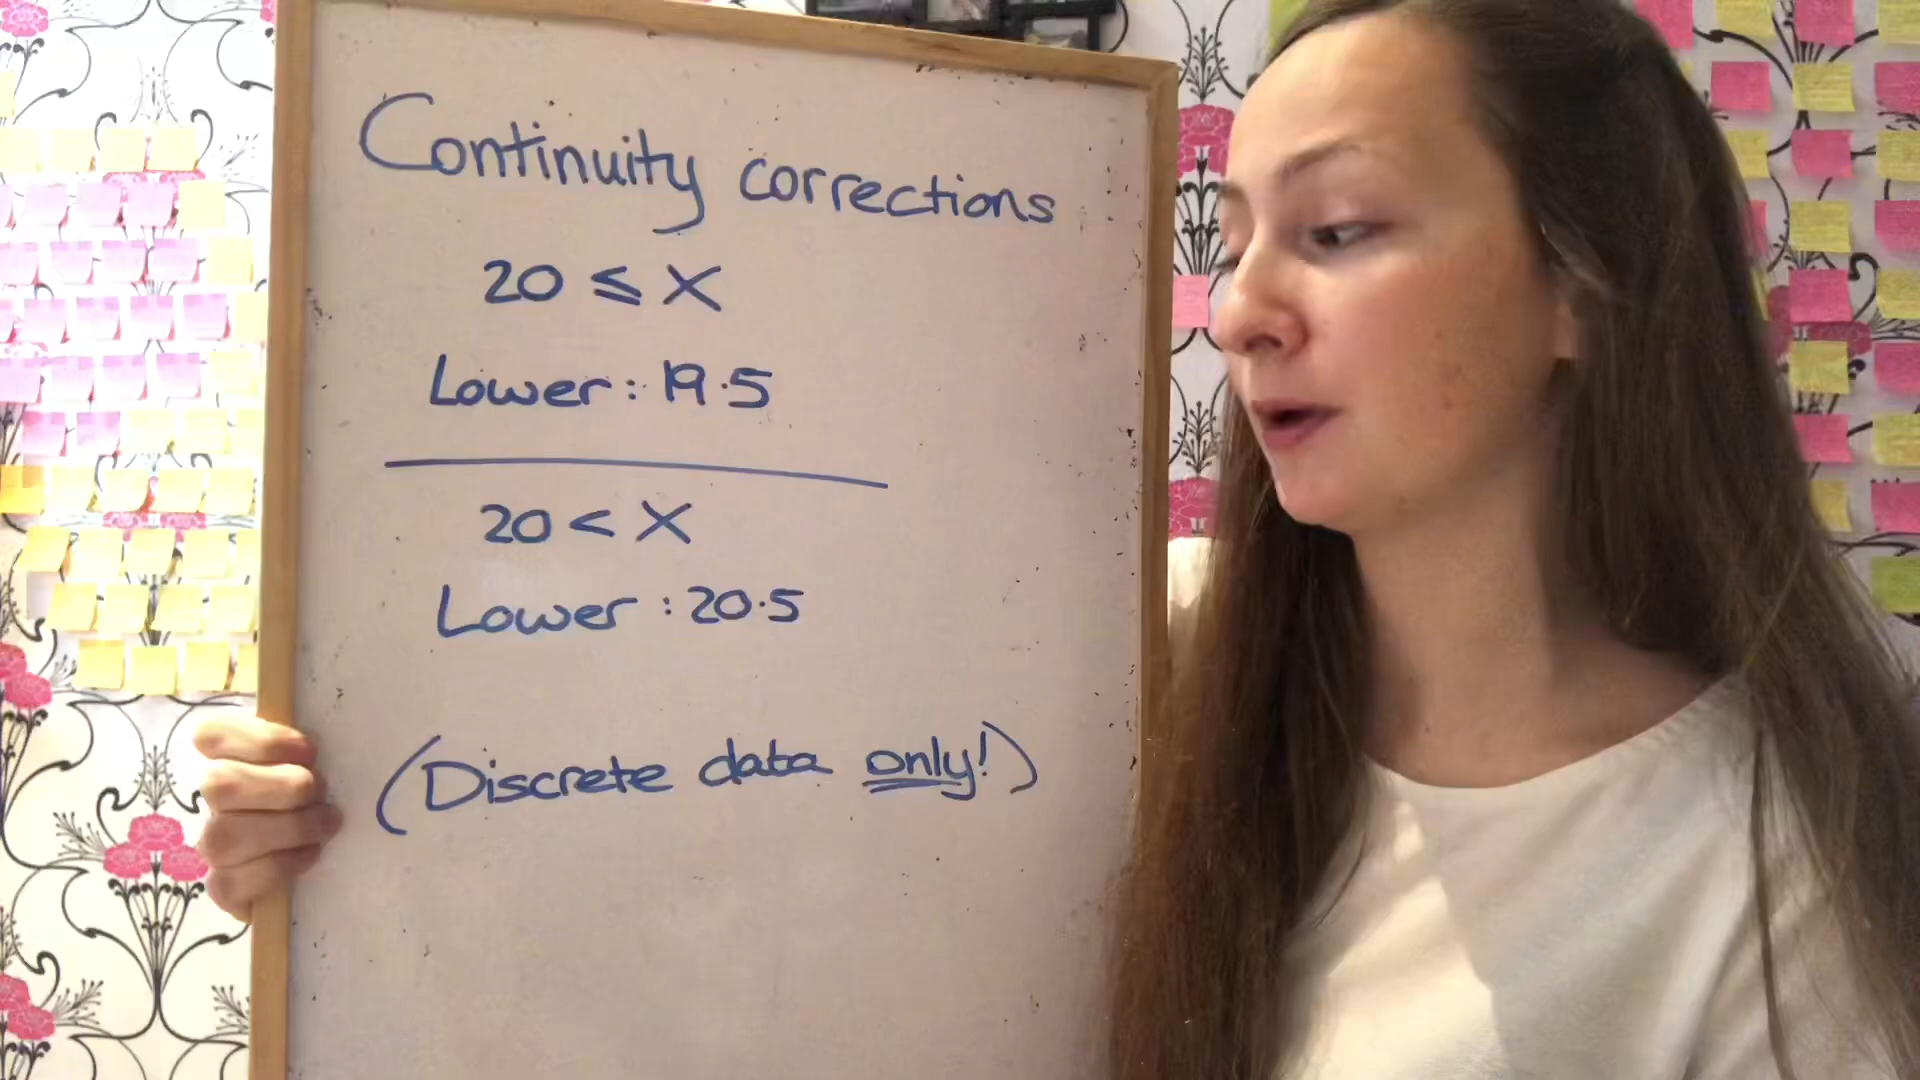 Continuity corrections
20 ≤ X
Lower: 19.5
20 < X
Lower: 20.5
(Discrete data only!)